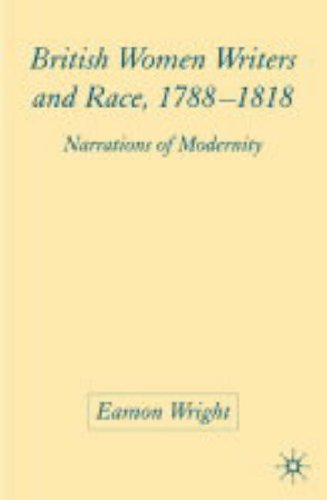 British Women Writers
and Race, 1788–1818
Narrations of Modernity
Eamon Wright